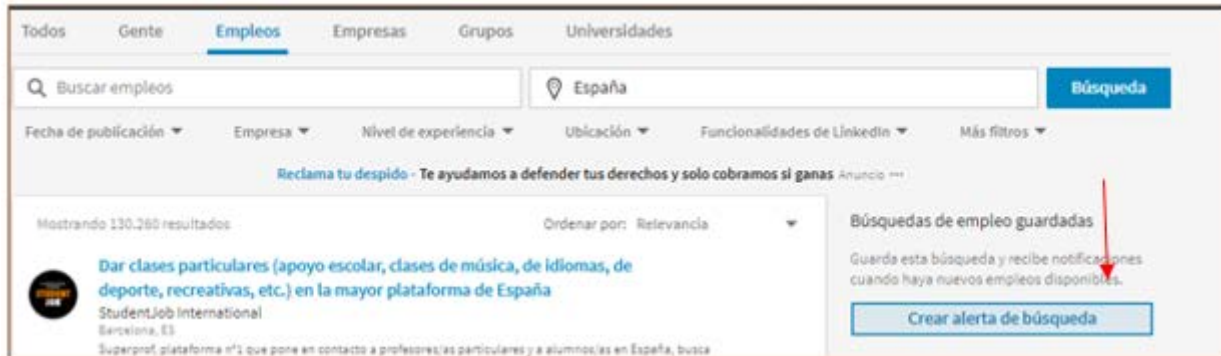 Todos Gente Empleos Empresas Grupos Universidades
Buscar empleos España Búsqueda
Fecha de publicación Empresa Nivel de experiencia Ubicación Funcionalidades de LinkedIn Más filtros
Reclama tu despido - Te ayudamos a defender tus derechos y solo cobramos si ganas Anuncio ···
Mostrando 130.260 resultados Ordenar por: Relevancia
Dar clases particulares (apoyo escolar, clases de música, de idiomas, de
deporte, recreativas, etc.) en la mayor plataforma de España
STUDENT
JOB
StudentJob International
Barcelona, ES
Superprof, plataforma nº1 que pone en contacto a profesores/as particulares y a alumnos/as en España, busca
Búsquedas de empleo guardadas
Guarda esta búsqueda y recibe notificaciones
cuando haya nuevos empleos disponibles.
Crear alerta de búsqueda